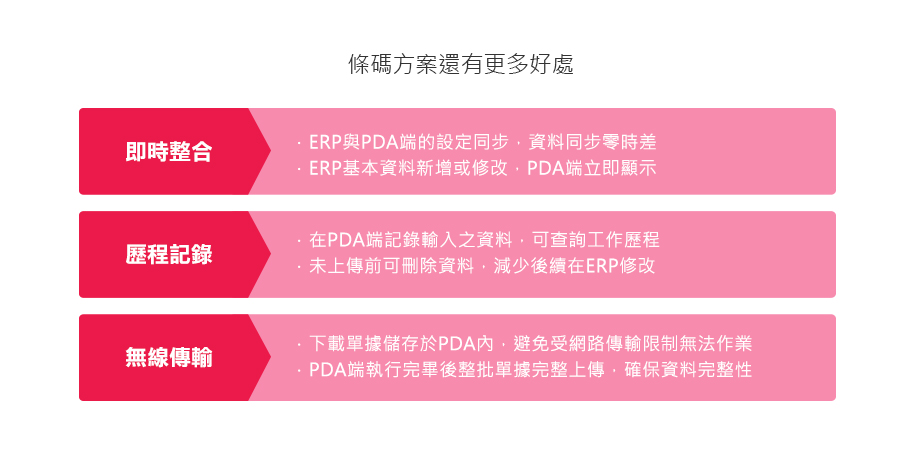 條碼方案還有更多好處
即時整合
．ERP與PDA端的設定同步，資料同步零時差
．ERP基本資料新增或修改，PDA端立即顯示
歷程記錄
．在PDA端記錄輸入之資料，可查詢工作歷程
．未上傳前可刪除資料，減少後續在ERP修改
無線傳輸
．下載單據儲存於PDA內，避免受網路傳輸限制無法作業
．PDA端執行完畢後整批單據完整上傳，確保資料完整性